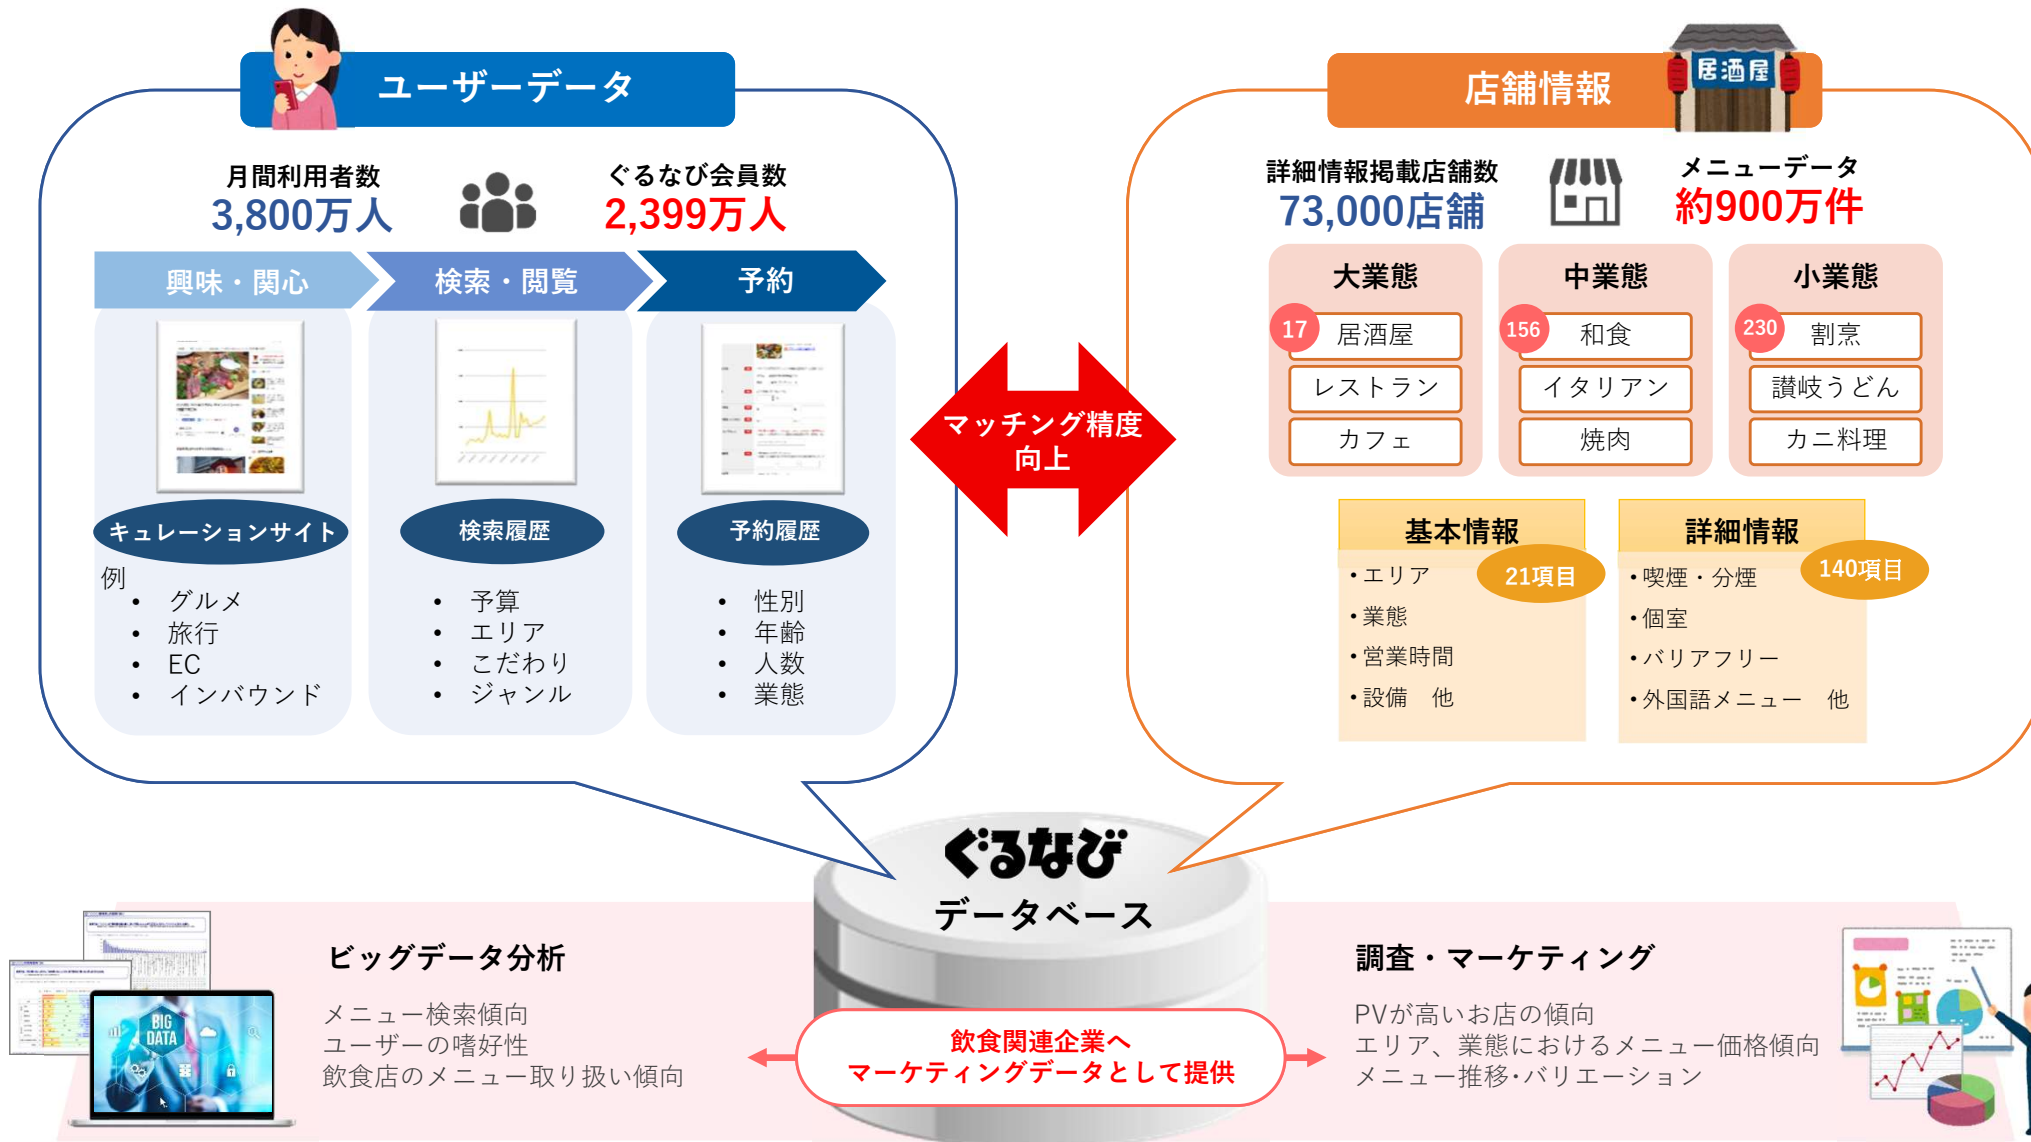 ユーザーデータ
月間利用者数
3,800万人
ぐるなび会員数
2,399万人
興味・関心
検索・閲覧
予約
キュレーションサイト
例
• グルメ
• 旅行
• EC
• インバウンド
検索履歴
• 予算
• エリア
• こだわり
• ジャンル
予約履歴
• 性別
• 年齢
• 人数
• 業態
マッチング精度
向上
店舗情報
居酒屋
詳細情報掲載店舗数
73,000店舗
メニューデータ
約900万件
大業態
17
居酒屋
レストラン
カフェ
中業態
156
和食
イタリアン
焼肉
小業態
230
割烹
讃岐うどん
カニ料理
基本情報
21項目
・エリア
・業態
・営業時間
・設備 他
詳細情報
140項目
・喫煙・分煙
・個室
・バリアフリー
・外国語メニュー 他
ぐるなび
データベース
ビッグデータ分析
メニュー検索傾向
ユーザーの嗜好性
飲食店のメニュー取り扱い傾向
BIG
DATA
飲食関連企業へ
マーケティングデータとして提供
調査・マーケティング
PVが高いお店の傾向
エリア、業態におけるメニュー価格傾向
メニュー推移・バリエーション